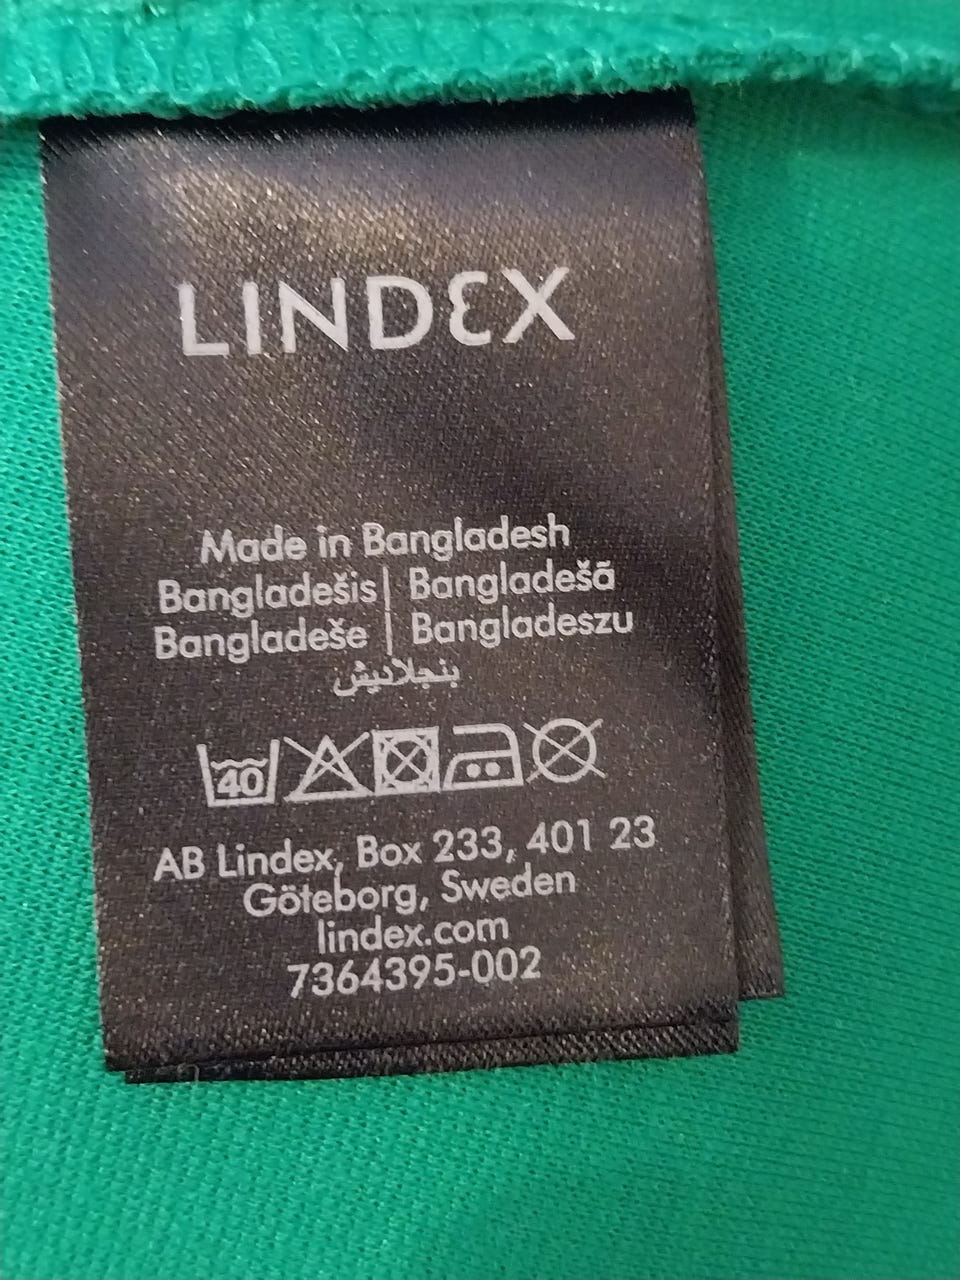 LINDEX
Made in Bangladesh
Bangladešis | Bangladešā
Bangladeše | Bangladeszu
بنجلاديش
40
AB Lindex, Box 233, 401 23
Göteborg, Sweden
lindex.com
7364395-002